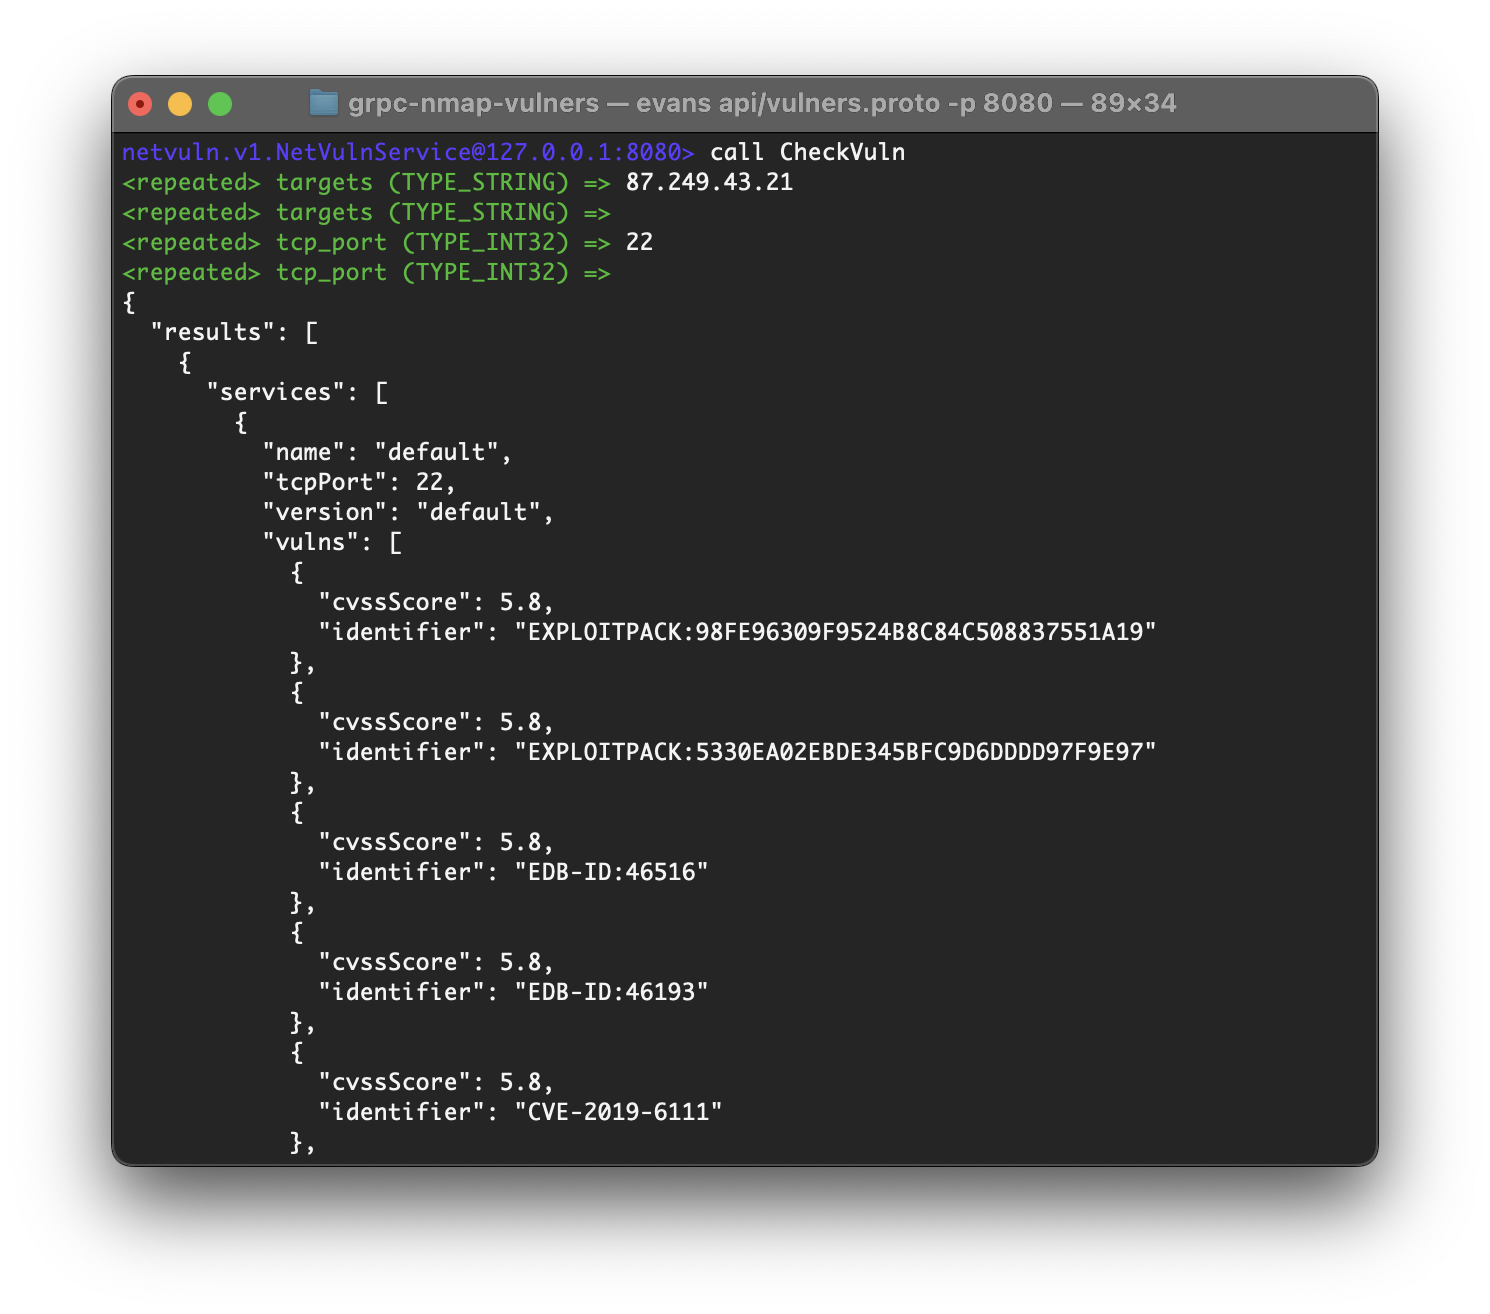 grpc-nmap-vulners — evans api/vulners.proto -p 8080 — 89×34
netvuln.v1.NetVulnService@127.0.0.1:8080> call CheckVuln
<repeated> targets (TYPE_STRING) => 87.249.43.21
<repeated> targets (TYPE_STRING) =>
<repeated> tcp_port (TYPE_INT32) => 22
<repeated> tcp_port (TYPE_INT32) =>
{
  "results": [
    {
      "services": [
        {
          "name": "default",
          "tcpPort": 22,
          "version": "default",
          "vulns": [
            {
              "cvssScore": 5.8,
              "identifier": "EXPLOITPACK:98FE96309F9524B8C84C508837551A19"
            },
            {
              "cvssScore": 5.8,
              "identifier": "EXPLOITPACK:5330EA02EBDE345BFC9D6DDDD97F9E97"
            },
            {
              "cvssScore": 5.8,
              "identifier": "EDB-ID:46516"
            },
            {
              "cvssScore": 5.8,
              "identifier": "EDB-ID:46193"
            },
            {
              "cvssScore": 5.8,
              "identifier": "CVE-2019-6111"
            },